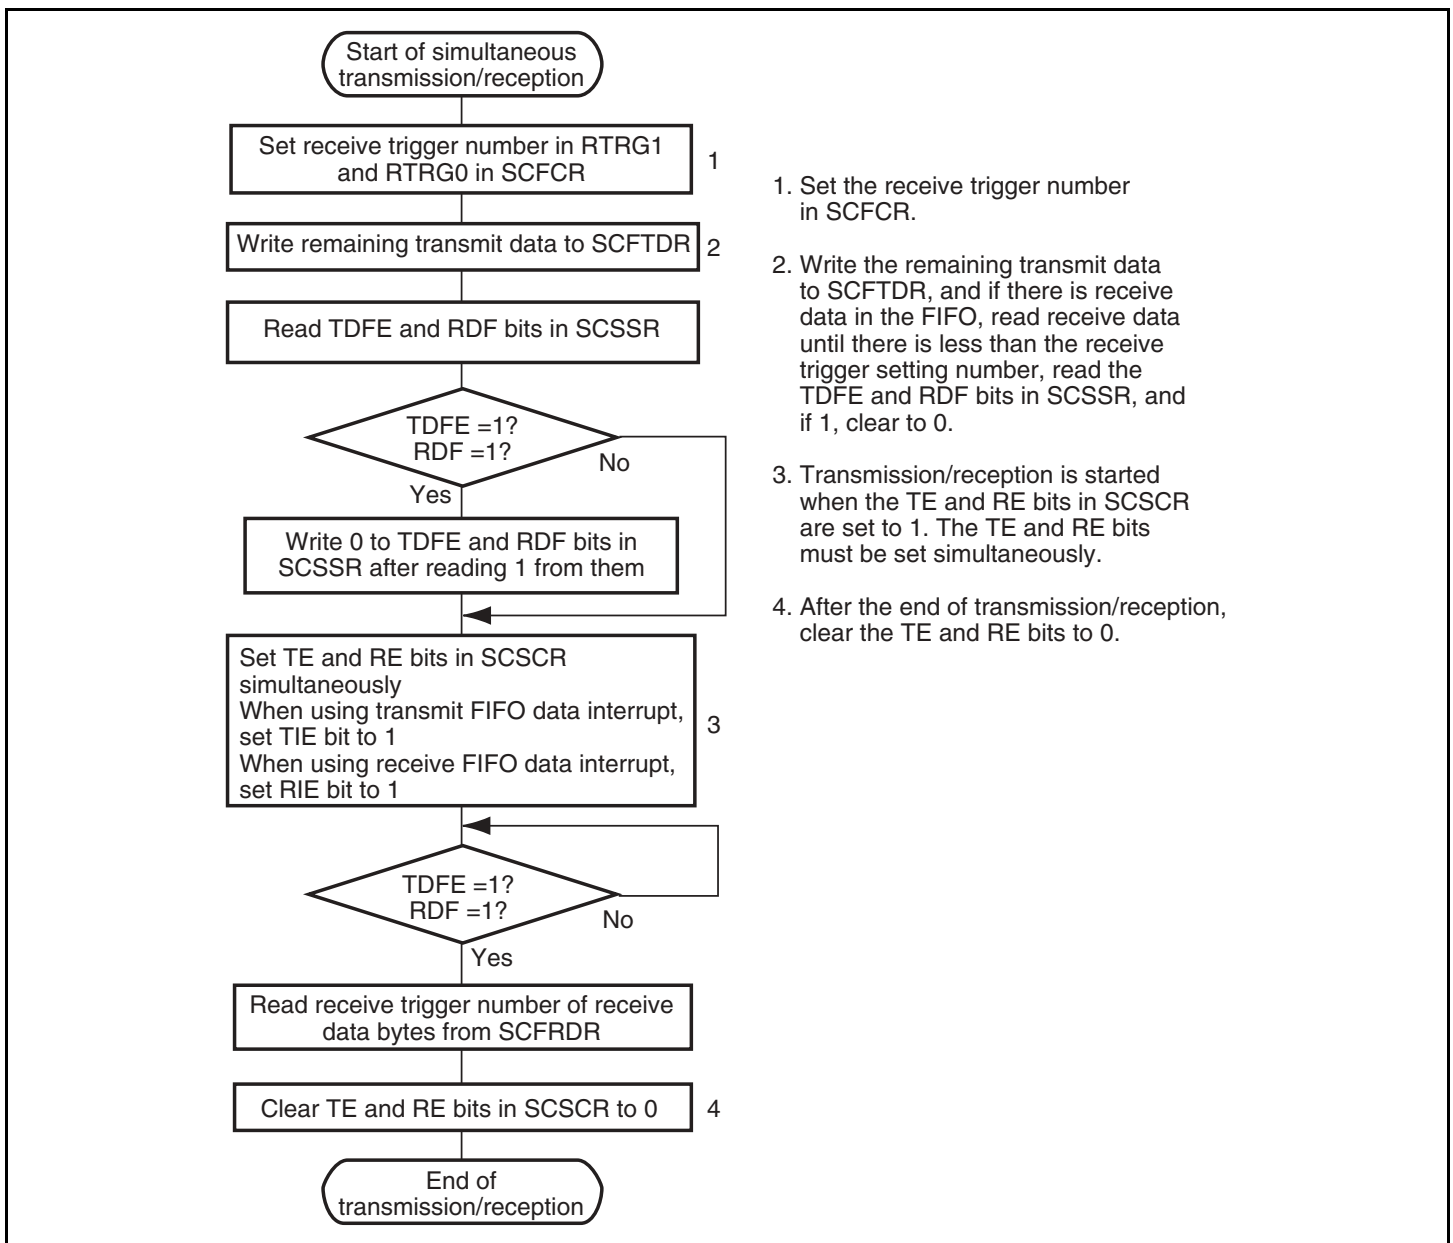 Start of simultaneous
transmission/reception
Set receive trigger number in RTRG1
and RTRG0 in SCFCR
1
Write remaining transmit data to SCFTDR
2
Read TDFE and RDF bits in SCSSR
TDFE =1?
RDF =1?
No
Yes
Write 0 to TDFE and RDF bits in
SCSSR after reading 1 from them
Set TE and RE bits in SCSCR
simultaneously
When using transmit FIFO data interrupt,
set TIE bit to 1
When using receive FIFO data interrupt,
set RIE bit to 1
3
TDFE =1?
RDF =1?
No
Yes
Read receive trigger number of receive
data bytes from SCFRDR
Clear TE and RE bits in SCSCR to 0
4
End of
transmission/reception
1. Set the receive trigger number
in SCFCR.
2. Write the remaining transmit data
to SCFTDR, and if there is receive
data in the FIFO, read receive data
until there is less than the receive
trigger setting number, read the
TDFE and RDF bits in SCSSR, and
if 1, clear to 0.
3. Transmission/reception is started
when the TE and RE bits in SCSCR
are set to 1. The TE and RE bits
must be set simultaneously.
4. After the end of transmission/reception,
clear the TE and RE bits to 0.